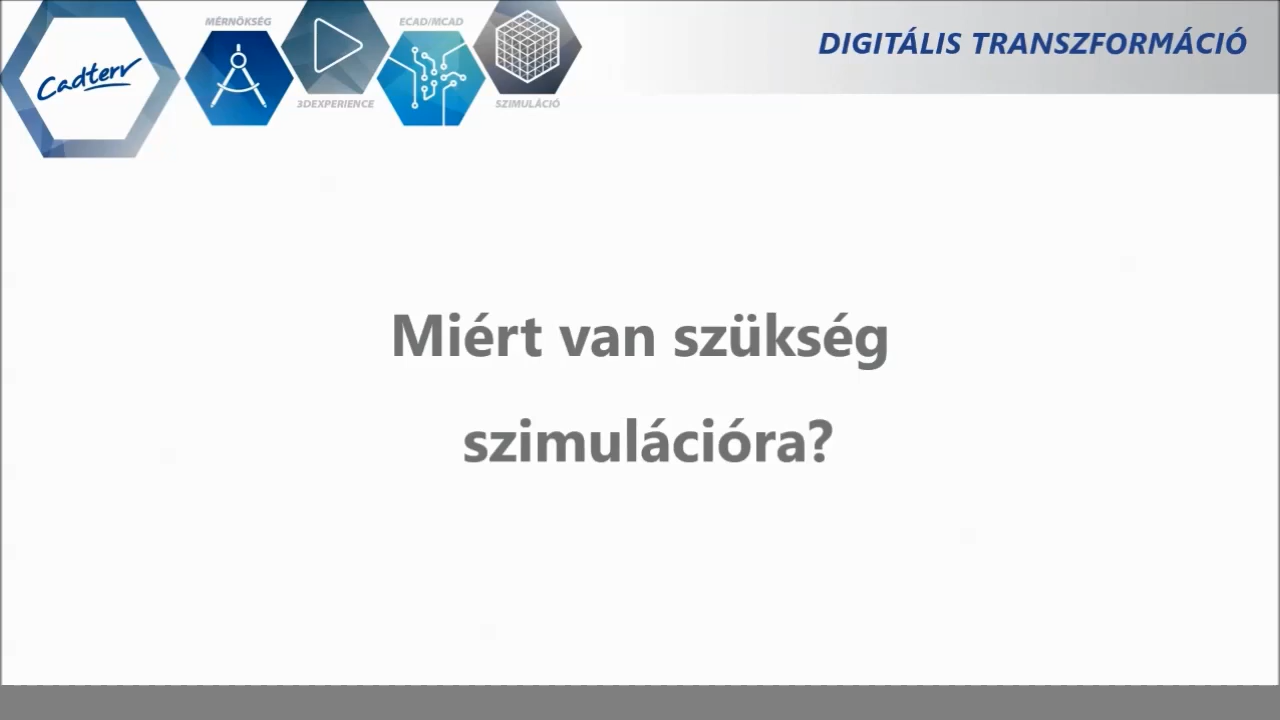 Cadterv
MÉRNÖKSÉG
3DEXPERIENCE
ECAD/MCAD
SZIMULÁCIÓ
DIGITÁLIS TRANSZFORMÁCIÓ
Miért van szükség
szimulációra?